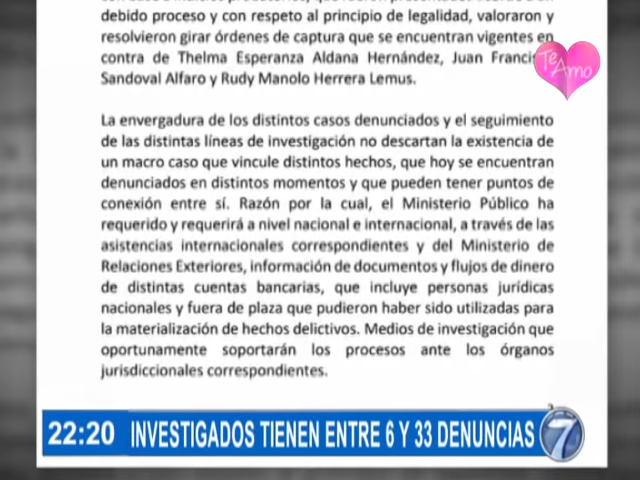 debido proceso y con respeto al principio de legalidad, valoraron y
resolvieron girar órdenes de captura que se encuentran vigentes en
contra de Thelma Esperanza Aldana Hernández, Juan
Sandoval Alfaro y Rudy Manolo Herrera Lemus.
Te
Amo
La envergadura de los distintos casos denunciados y el seguimiento
de las distintas líneas de investigación no descartan la existencia de
un macro caso que vincule distintos hechos, que hoy se encuentran
denunciados en distintos momentos y que pueden tener puntos de
conexión entre sí. Razón por la cual, el Ministerio Público ha
requerido y requerirá a nivel nacional e internacional, a través de las
asistencias internacionales correspondientes y del Ministerio de
Relaciones Exteriores, información de documentos y flujos de dinero
de distintas cuentas bancarias, que incluye personas jurídicas
nacionales y fuera de plaza que pudieron haber sido utilizadas para
la materialización de hechos delictivos. Medios de investigación que
oportunamente soportarán los procesos ante los órganos
jurisdiccionales correspondientes.
22:20 INVESTIGADOS TIENEN ENTRE 6 Y 33 DENUNCIAS 7